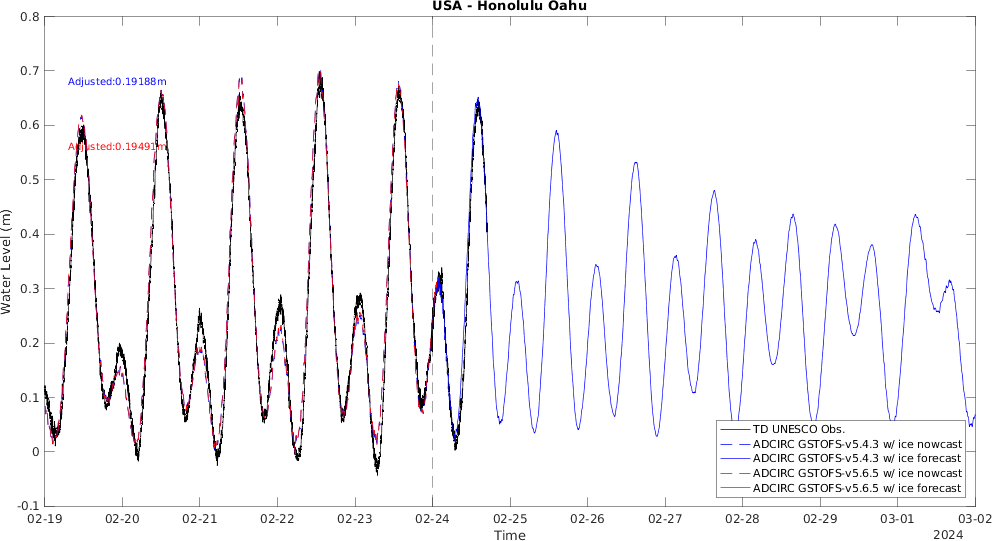 USA - Honolulu Oahu
0.8
0.7
0.6
0.5
0.4
0.3
0.2
0.1
0
-0.1
Water Level (m)
Adjusted:0.19188m
Adjusted:0.19491m
TD UNESCO Obs.
ADCIRC GSTOFS-v5.4.3 w/ ice nowcast
ADCIRC GSTOFS-v5.4.3 w/ ice forecast
ADCIRC GSTOFS-v5.6.5 w/ ice nowcast
ADCIRC GSTOFS-v5.6.5 w/ ice forecast
02-19 02-20 02-21 02-22 02-23 02-24 02-25 02-26 02-27 02-28 02-29 03-01 03-02
Time
2024